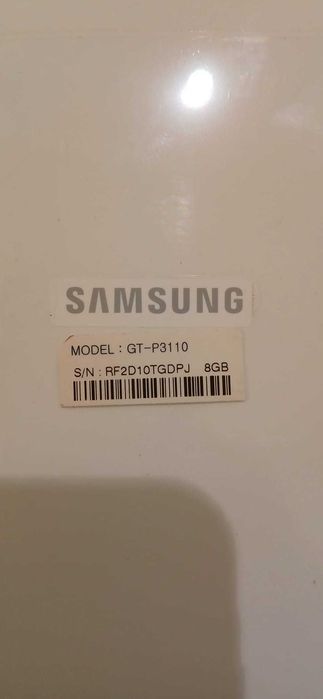 SAMSUNG
MODEL : GT-P3110
S/N : RF2D10TGDPJ 8GB